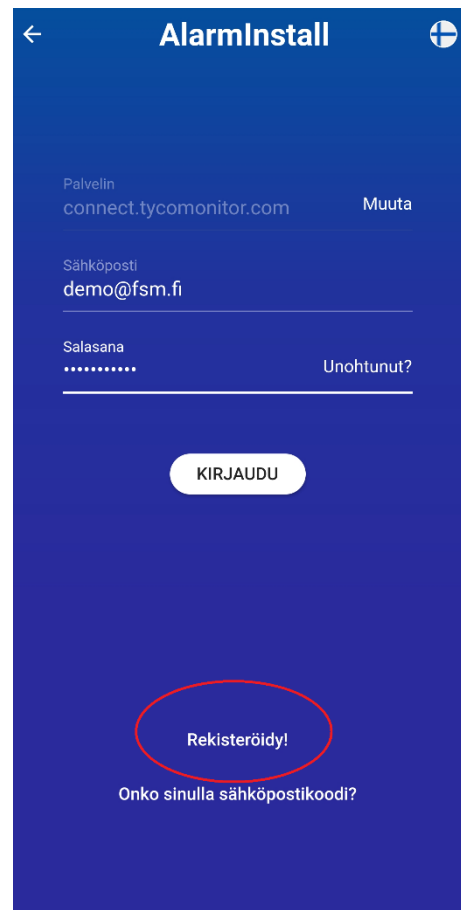 AlarmInstall
Palvelin
connect.tycomonitor.com Muuta
Sähköposti
demo@fsm.fi
Salasana
••••••••••• Unohtunut?
KIRJAUDU
Rekisteröidy!
Onko sinulla sähköpostikoodi?